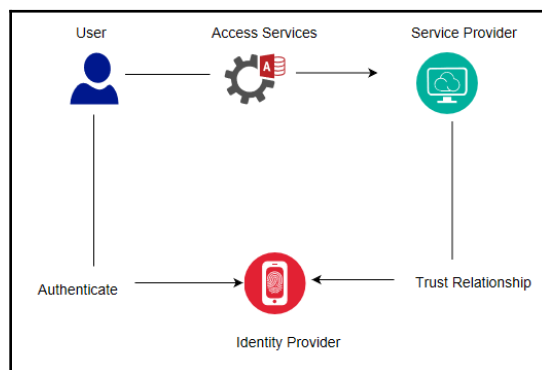 User
Access Services
Service Provider
A
Authenticate
Trust Relationship
Identity Provider